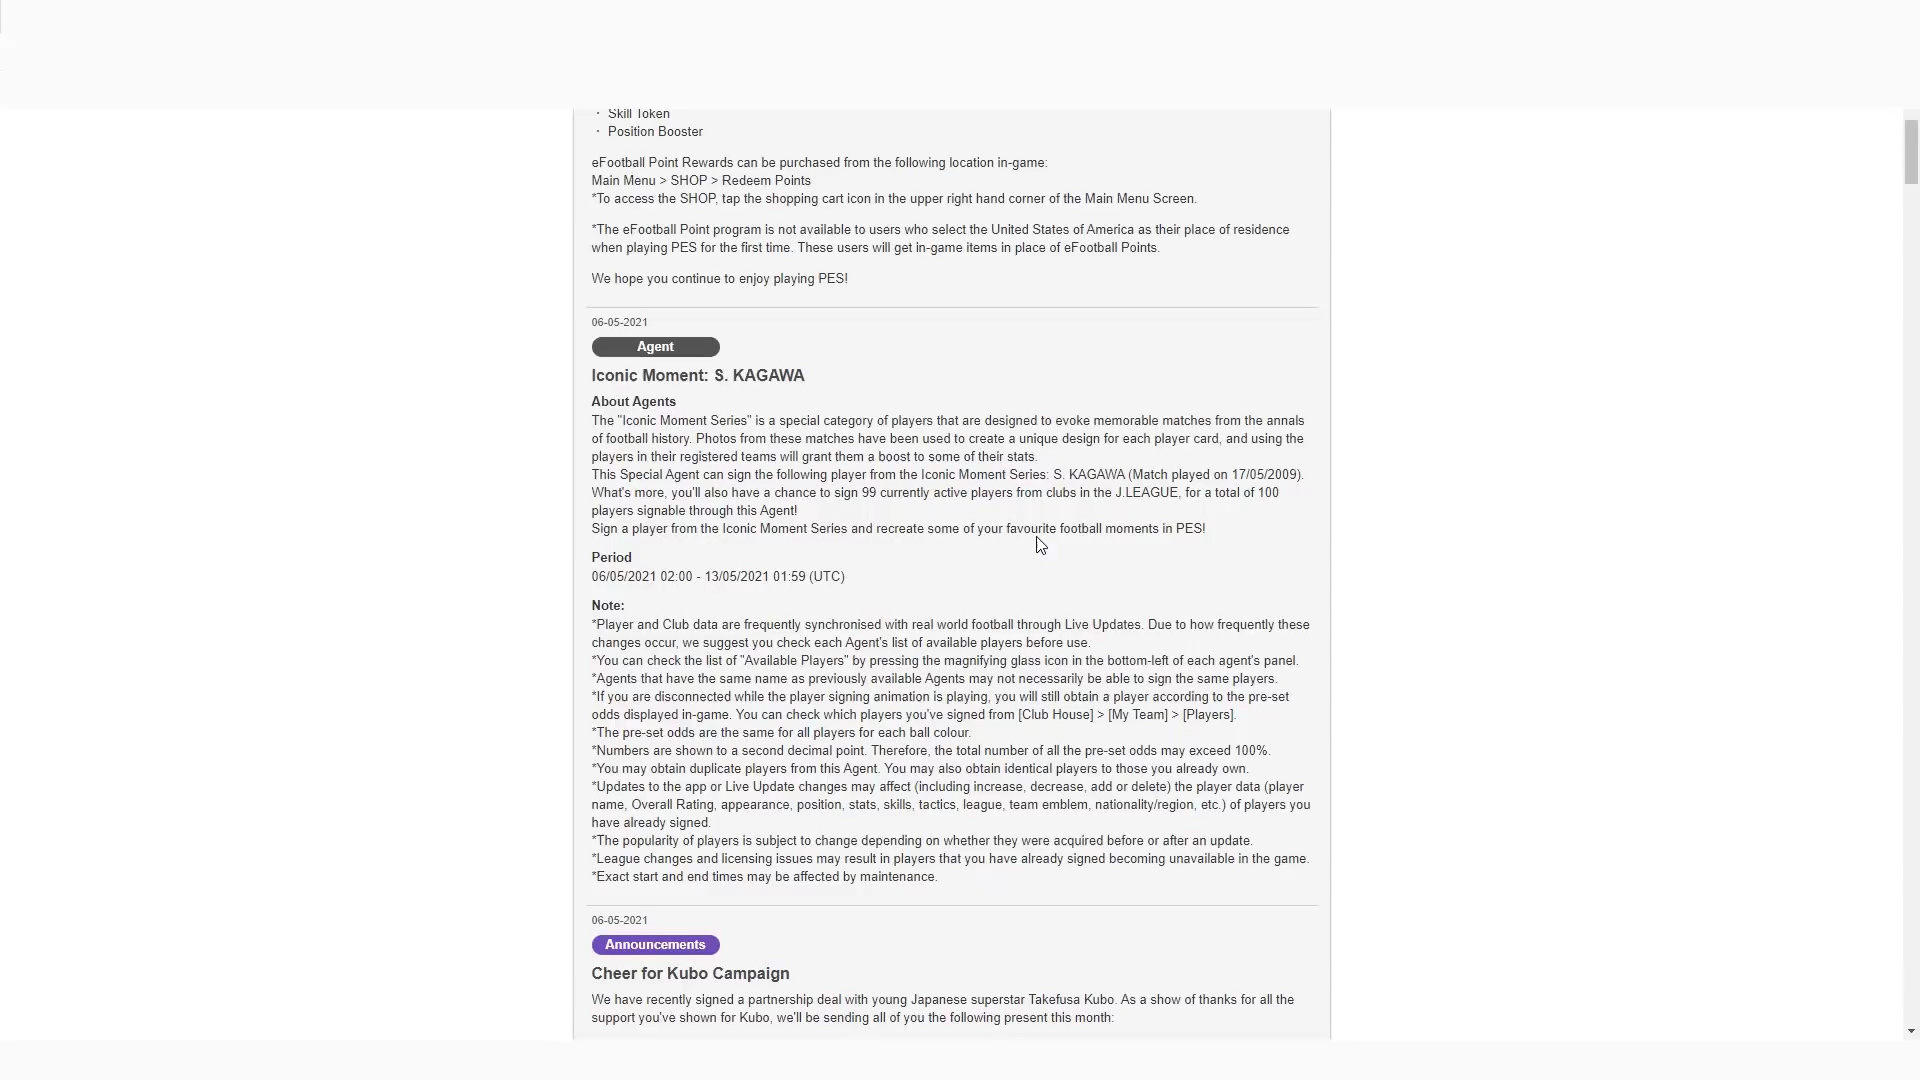 · Skill Token
· Position Booster
eFootball Point Rewards can be purchased from the following location in-game:
Main Menu > SHOP > Redeem Points
*To access the SHOP, tap the shopping cart icon in the upper right hand corner of the Main Menu Screen.
*The eFootball Point program is not available to users who select the United States of America as their place of residence
when playing PES for the first time. These users will get in-game items in place of eFootball Points.
We hope you continue to enjoy playing PES!
06-05-2021
Agent
Iconic Moment: S. KAGAWA
About Agents
The "Iconic Moment Series" is a special category of players that are designed to evoke memorable matches from the annals
of football history. Photos from these matches have been used to create a unique design for each player card, and using the
players in their registered teams will grant them a boost to some of their stats.
This Special Agent can sign the following player from the Iconic Moment Series: S. KAGAWA (Match played on 17/05/2009).
What's more, you'll also have a chance to sign 99 currently active players from clubs in the J.LEAGUE, for a total of 100
players signable through this Agent!
Sign a player from the Iconic Moment Series and recreate some of your favourite football moments in PES!
Period
06/05/2021 02:00 - 13/05/2021 01:59 (UTC)
Note:
*Player and Club data are frequently synchronised with real world football through Live Updates. Due to how frequently these
changes occur, we suggest you check each Agent's list of available players before use.
*You can check the list of "Available Players" by pressing the magnifying glass icon in the bottom-left of each agent's panel.
*Agents that have the same name as previously available Agents may not necessarily be able to sign the same players.
*If you are disconnected while the player signing animation is playing, you will still obtain a player according to the pre-set
odds displayed in-game. You can check which players you've signed from [Club House] > [My Team] > [Players].
*The pre-set odds are the same for all players for each ball colour.
*Numbers are shown to a second decimal point. Therefore, the total number of all the pre-set odds may exceed 100%.
*You may obtain duplicate players from this Agent. You may also obtain identical players to those you already own.
*Updates to the app or Live Update changes may affect (including increase, decrease, add or delete) the player data (player
name, Overall Rating, appearance, position, stats, skills, tactics, league, team emblem, nationality/region, etc.) of players you
have already signed.
*The popularity of players is subject to change depending on whether they were acquired before or after an update.
*League changes and licensing issues may result in players that you have already signed becoming unavailable in the game.
*Exact start and end times may be affected by maintenance.
06-05-2021
Announcements
Cheer for Kubo Campaign
We have recently signed a partnership deal with young Japanese superstar Takefusa Kubo. As a show of thanks for all the
support you've shown for Kubo, we'll be sending all of you the following present this month: